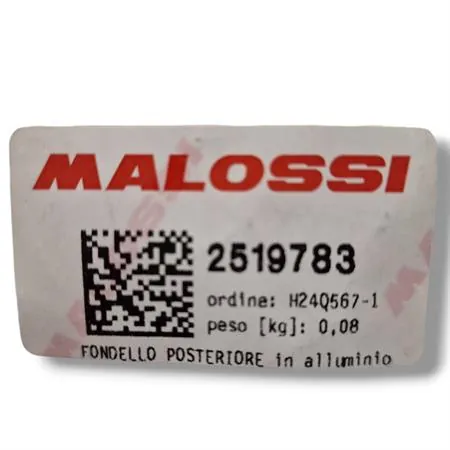 MALOSSI
2519783
ordine: H24Q567-1
peso [kg]: 0,08
FONDELLO POSTERIORE in alluminio